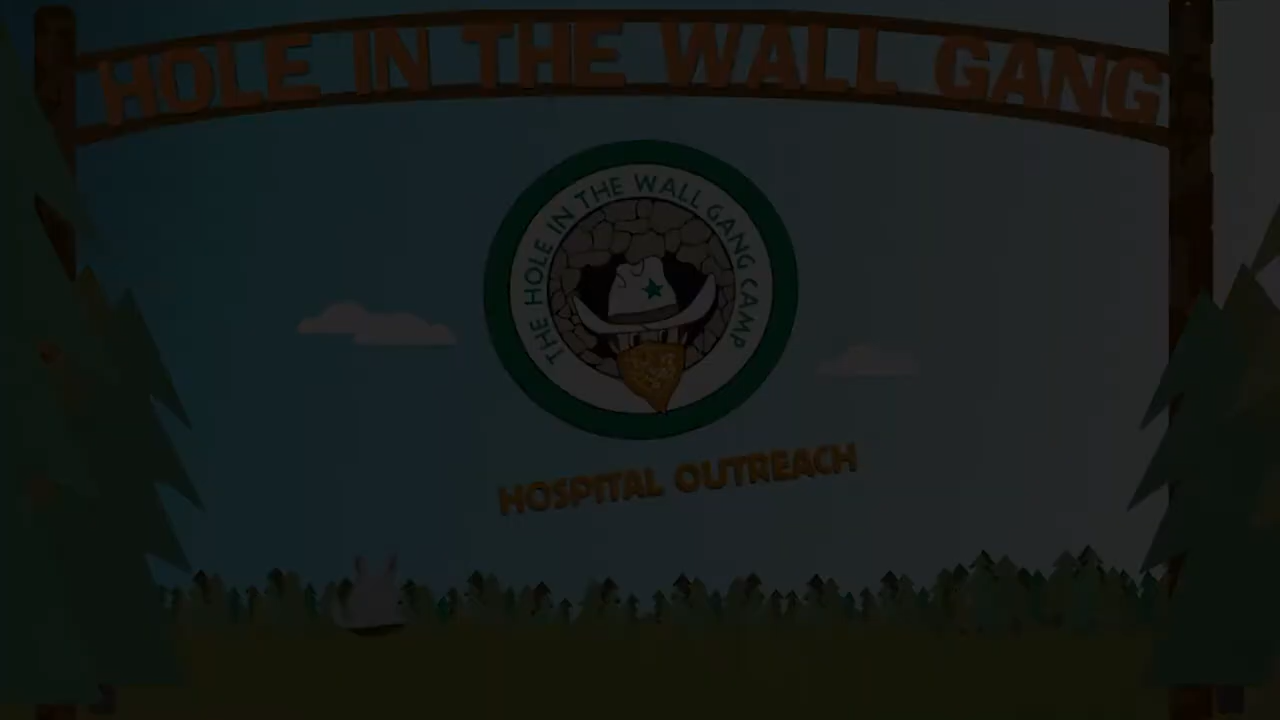 HOLE IN THE WALL GANG
THE HOLE IN THE WALL GANG CAMP
HOSPITAL OUTREACH